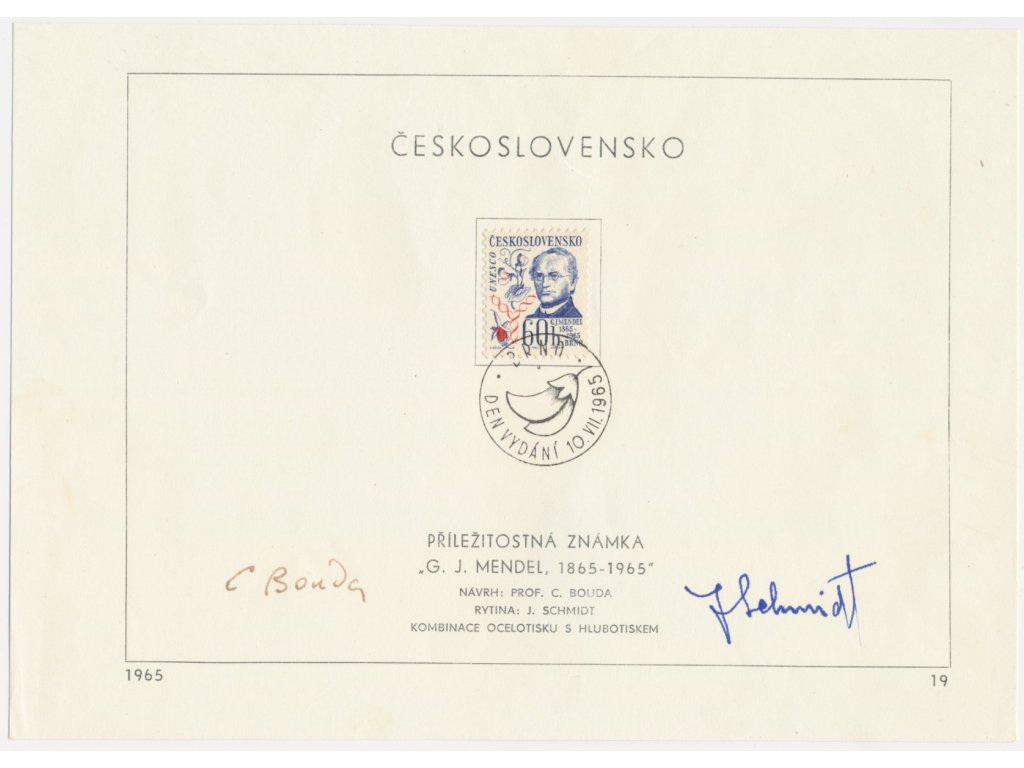 ČESKOSLOVENSKO
ČESKOSLOVENSKO
UNESCO
G.J.MENDEL
1865-
1965
BRNO
60h
BRNO
DEN VYDÁNÍ 10.VII.1965
PŘÍLEŽITOSTNÁ ZNÁMKA
„G. J. MENDEL, 1865-1965“
NÁVRH: PROF. C. BOUDA
RYTINA: J. SCHMIDT
KOMBINACE OCELOTISKU S HLUBOTISKEM
C Bouda
J Schmidt
1965
19